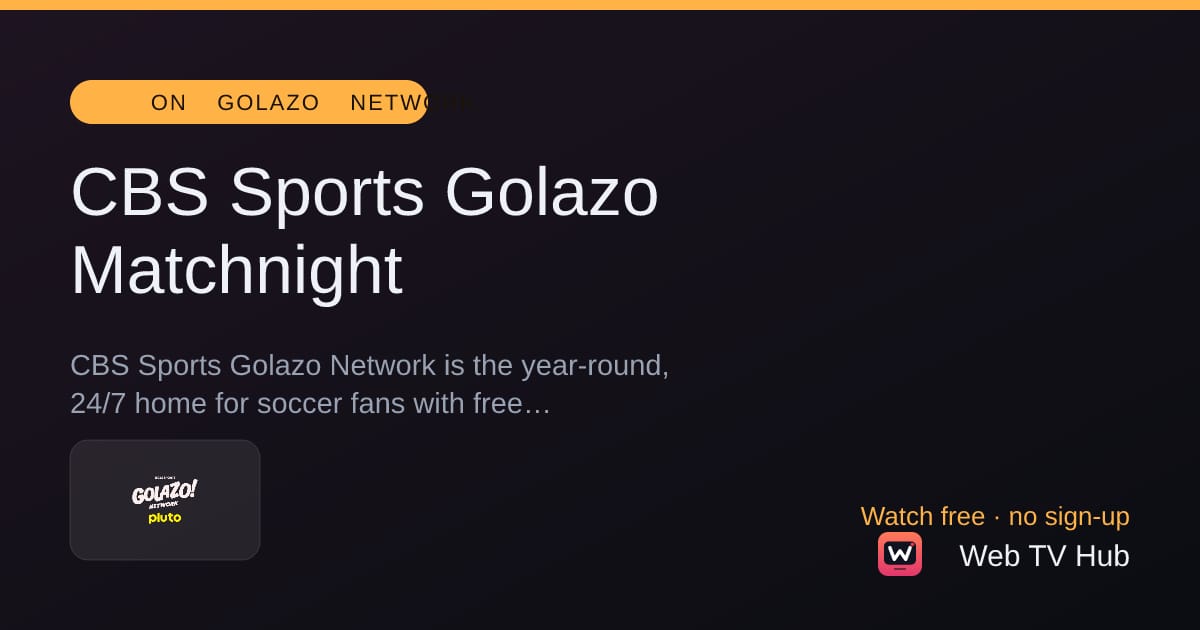 ON GOLAZO NETWORK
CBS Sports Golazo
Matchnight
CBS Sports Golazo Network is the year-round,
24/7 home for soccer fans with free…
GOLAZO!
NETWORK
pluto
Watch free · no sign-up
W
Web TV Hub